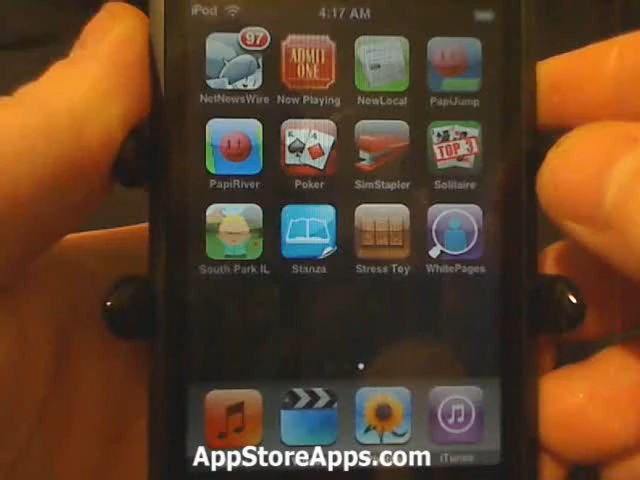 iPod 4:17 AM
97
ADMIT
ONE
NetNewsWire Now Playing NewLocal PapiJump
K A
TOP 3
PapiRiver Poker SimStapler Solitaire
South Park IL Stanza Stress Toy WhitePages
iTunes
AppStoreApps.com